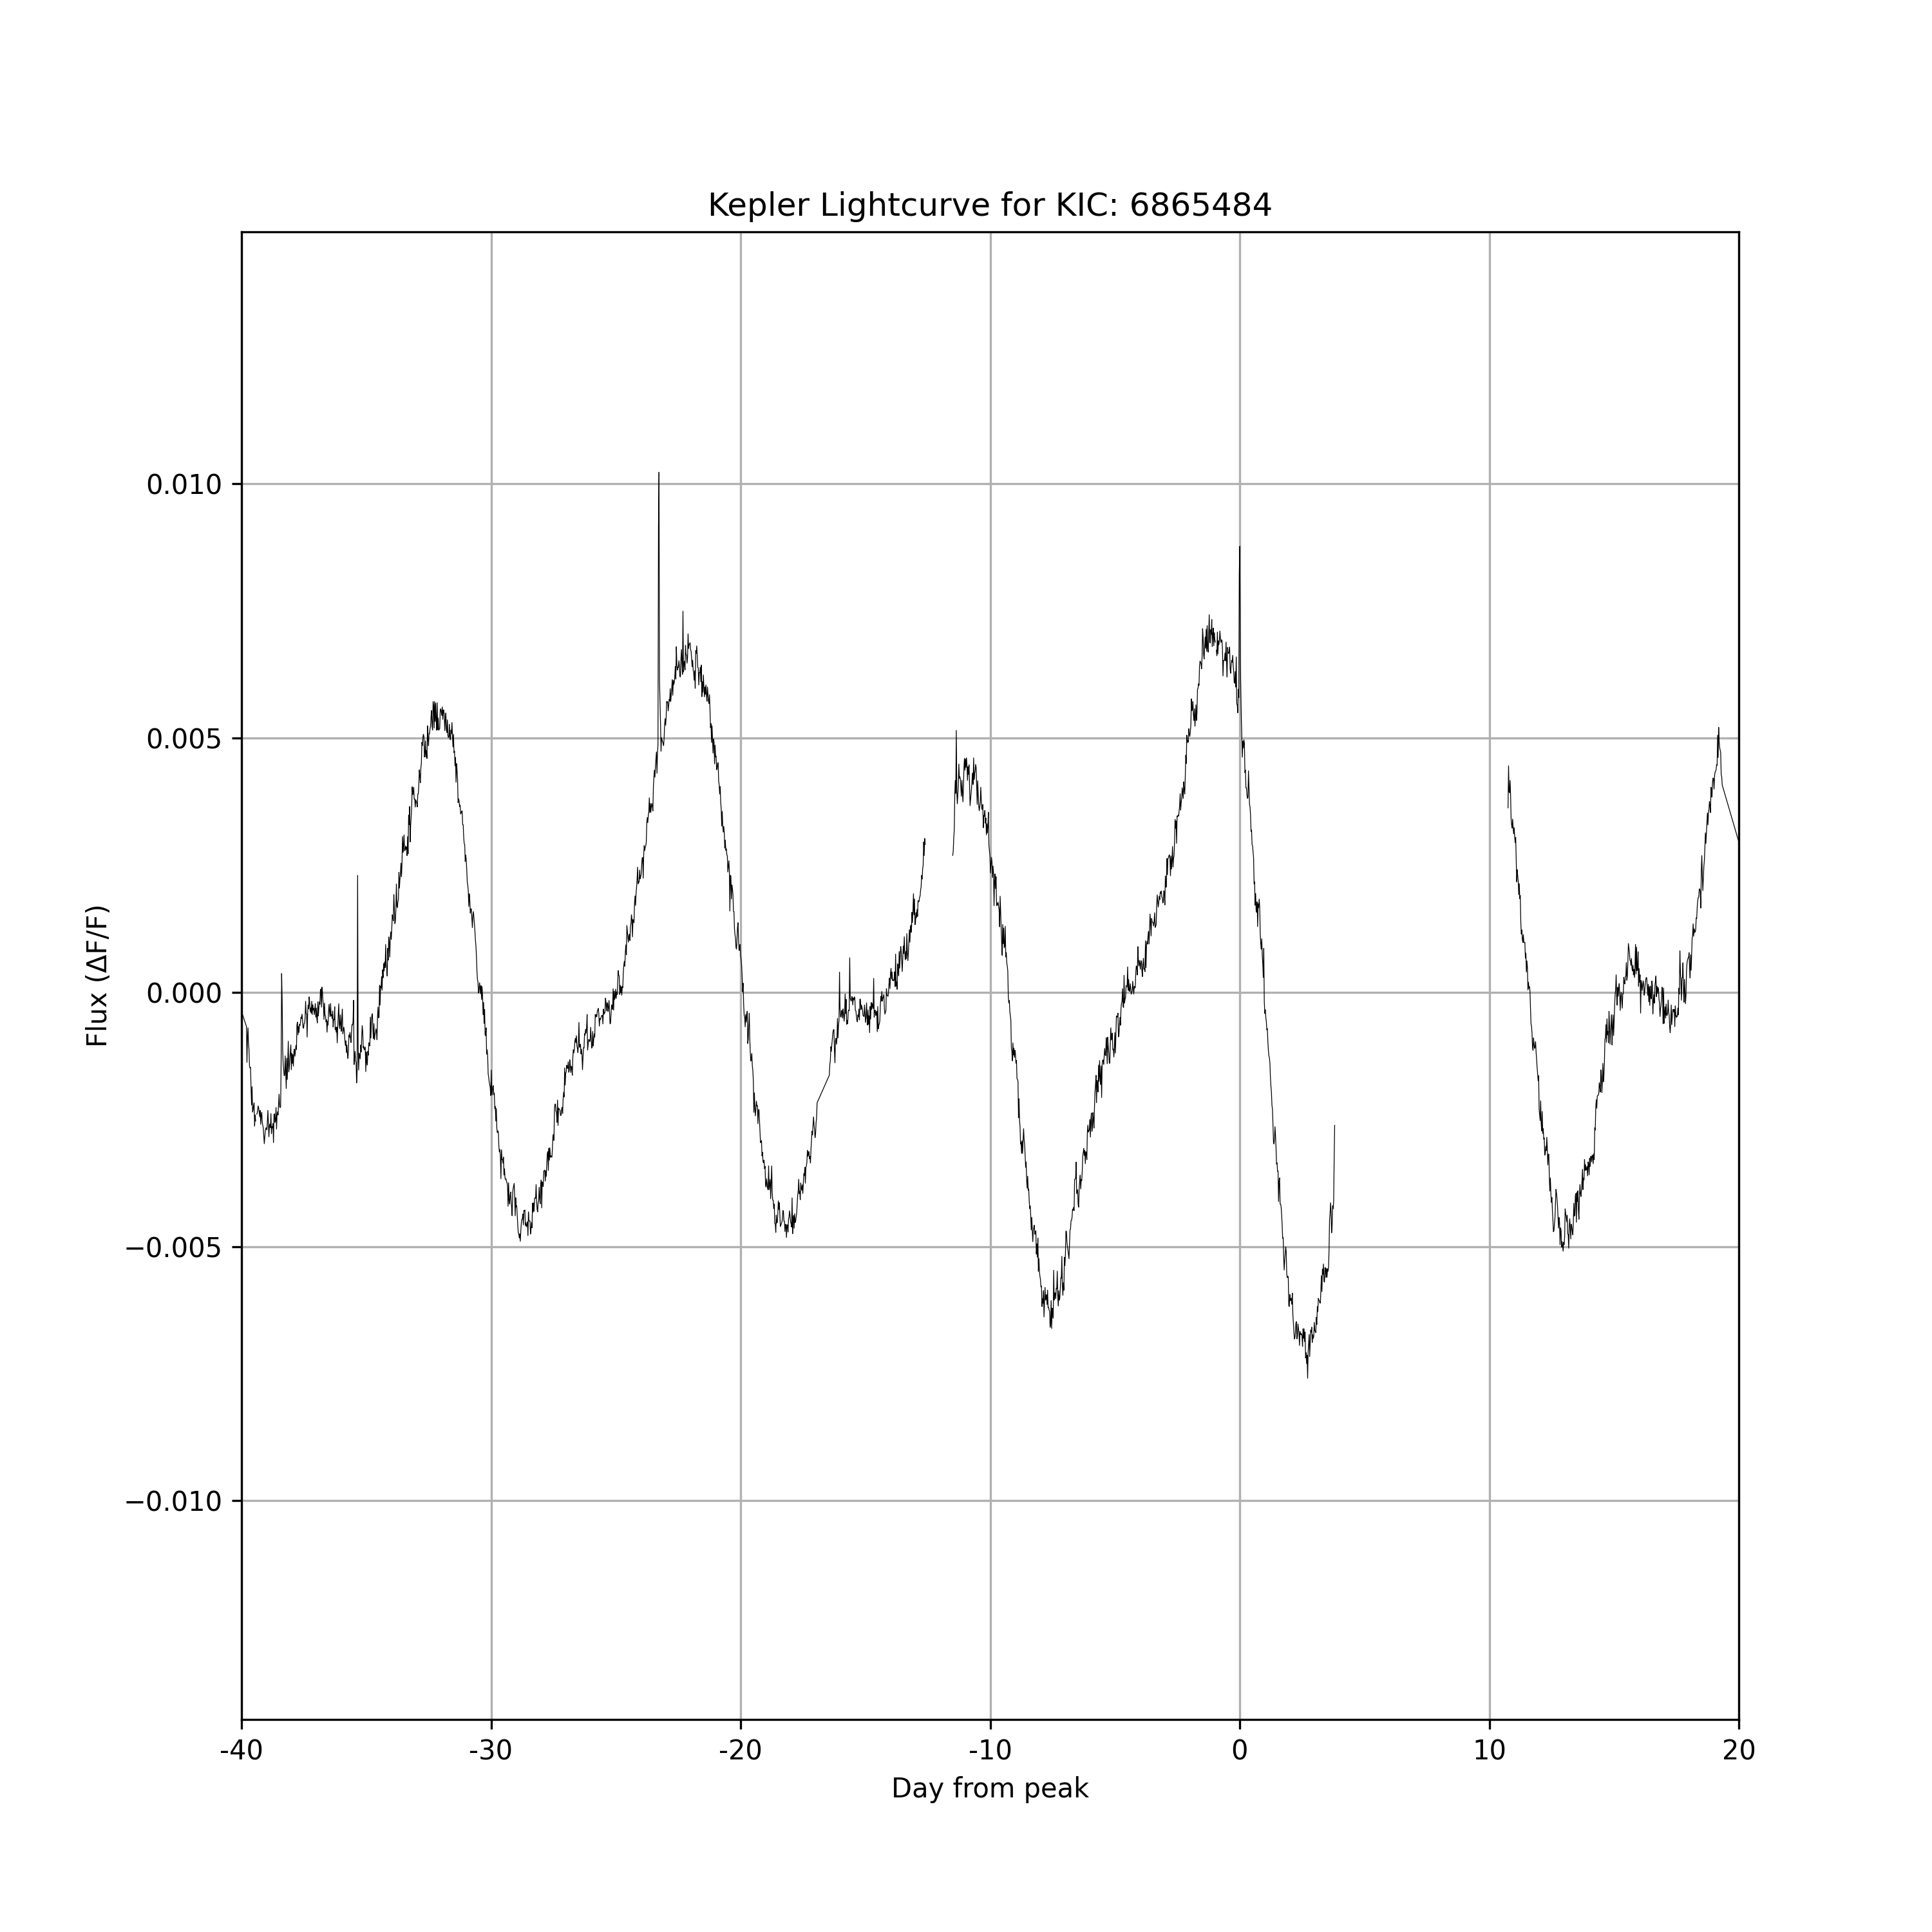 Kepler Lightcurve for KIC: 6865484
Flux (ΔF/F)
0.010
0.005
0.000
−0.005
−0.010
-40 -30 -20 -10 0 10 20
Day from peak